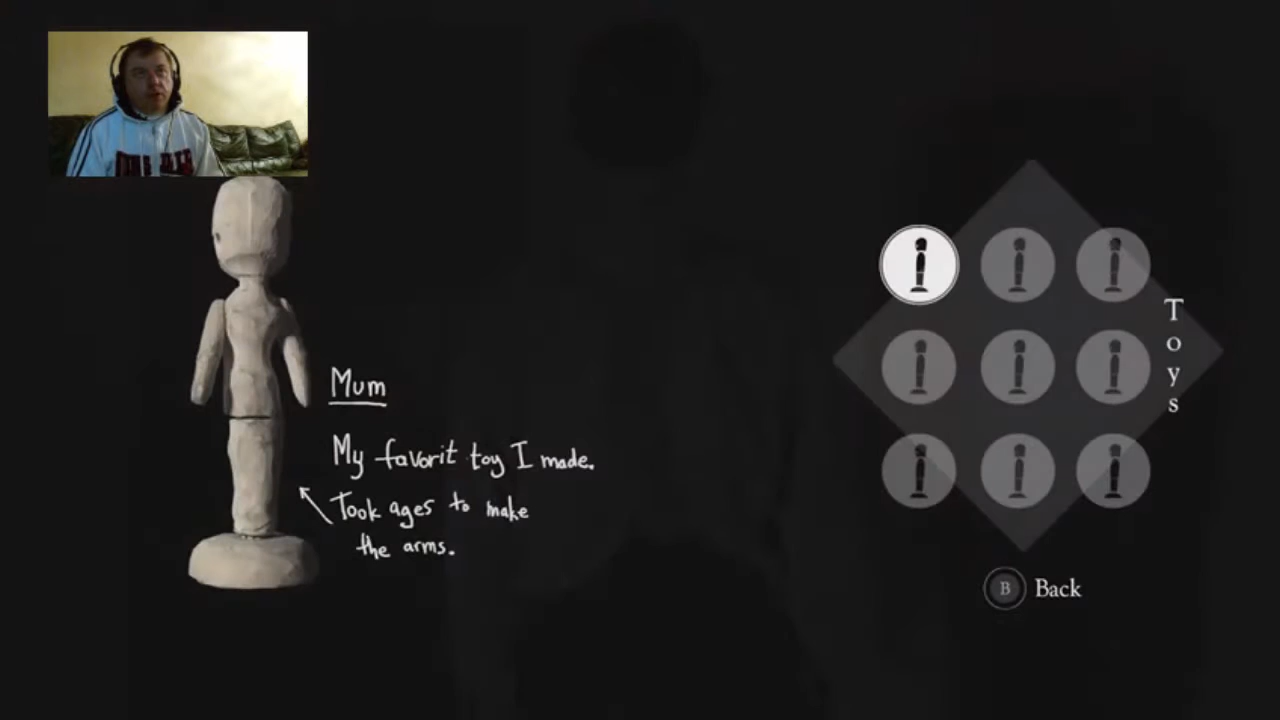 Mum
My favorit toy I made.
Took ages to make
the arms.
Toys
B Back